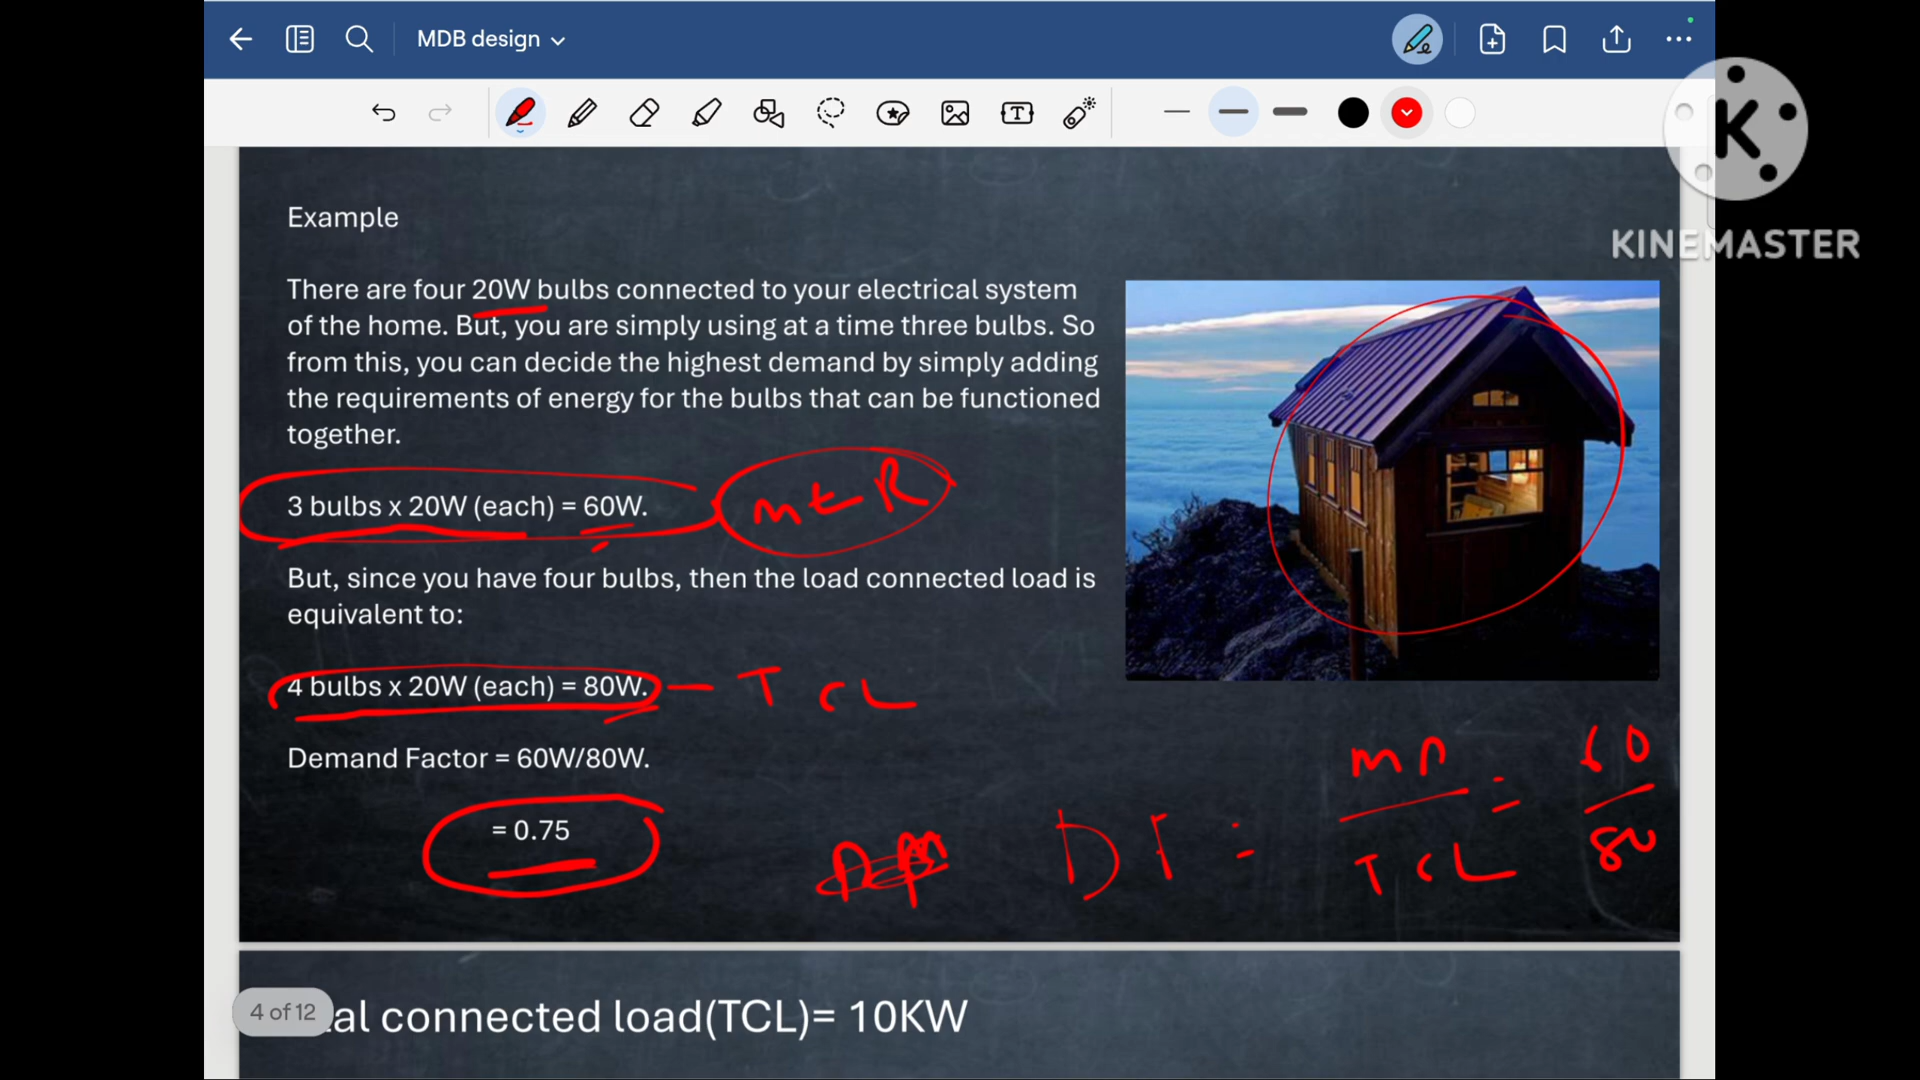 MDB design
KINEMASTER
Example
There are four 20W bulbs connected to your electrical system
of the home. But, you are simply using at a time three bulbs. So
from this, you can decide the highest demand by simply adding
the requirements of energy for the bulbs that can be functioned
together.
3 bulbs x 20W (each) = 60W.
But, since you have four bulbs, then the load connected load is
equivalent to:
4 bulbs x 20W (each) = 80W. – T C L
Demand Factor = 60W/80W.
= 0.75
60
DF = =
TCL 80
4 of 12
al connected load(TCL)= 10KW